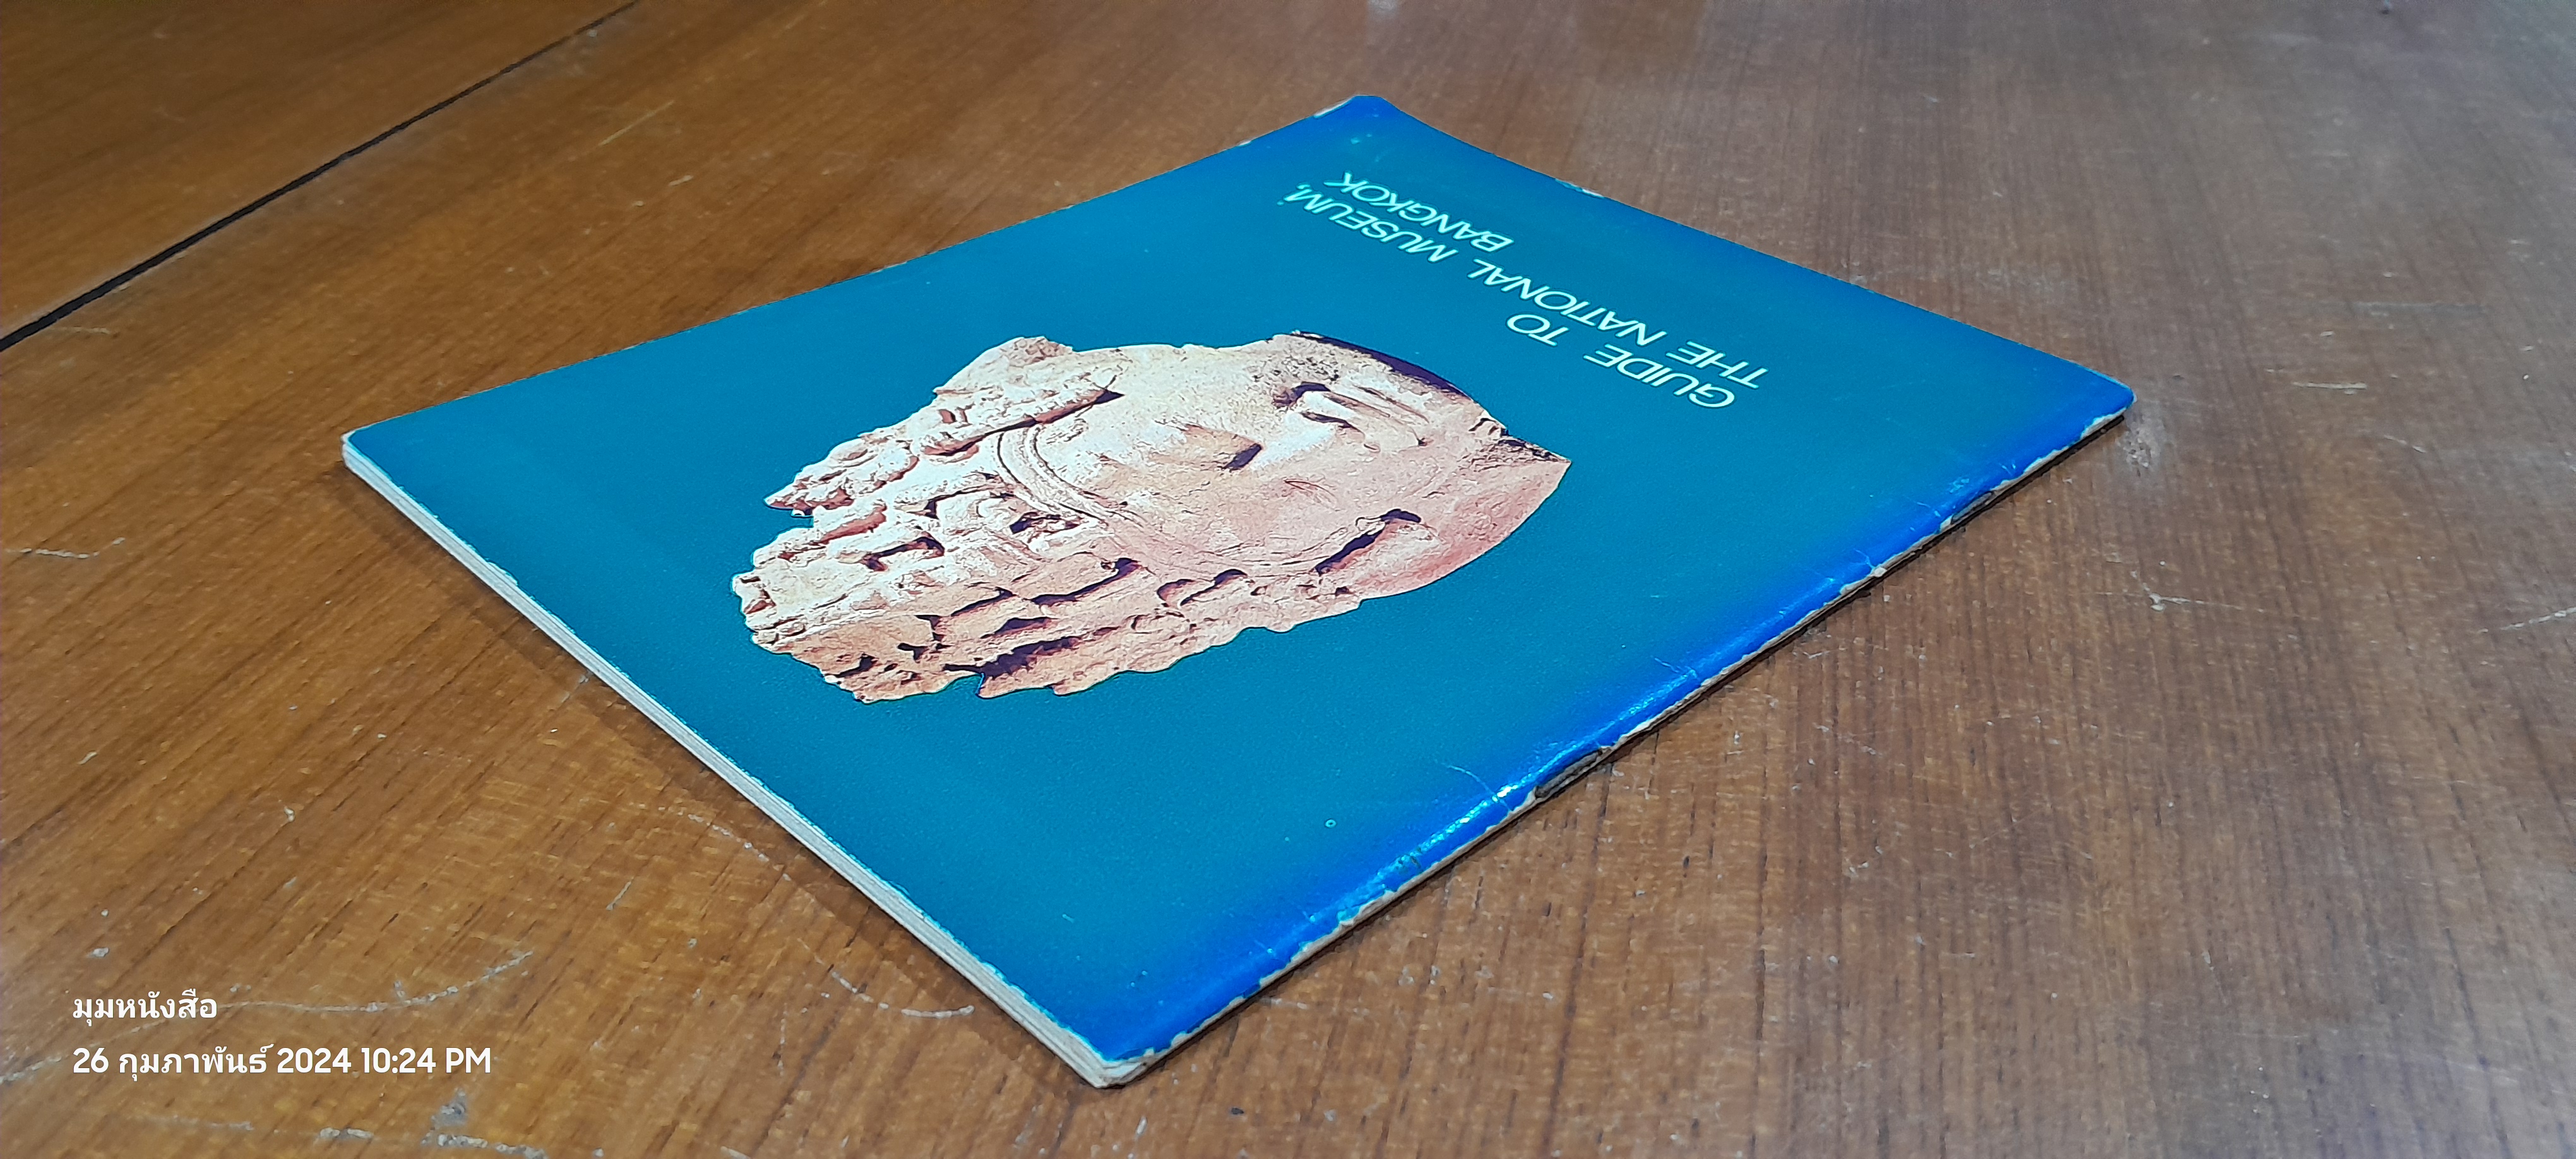 GUIDE TO
THE NATIONAL MUSEUM,
BANGKOK
มุมหนังสือ
26 กุมภาพันธ์ 2024 10:24 PM